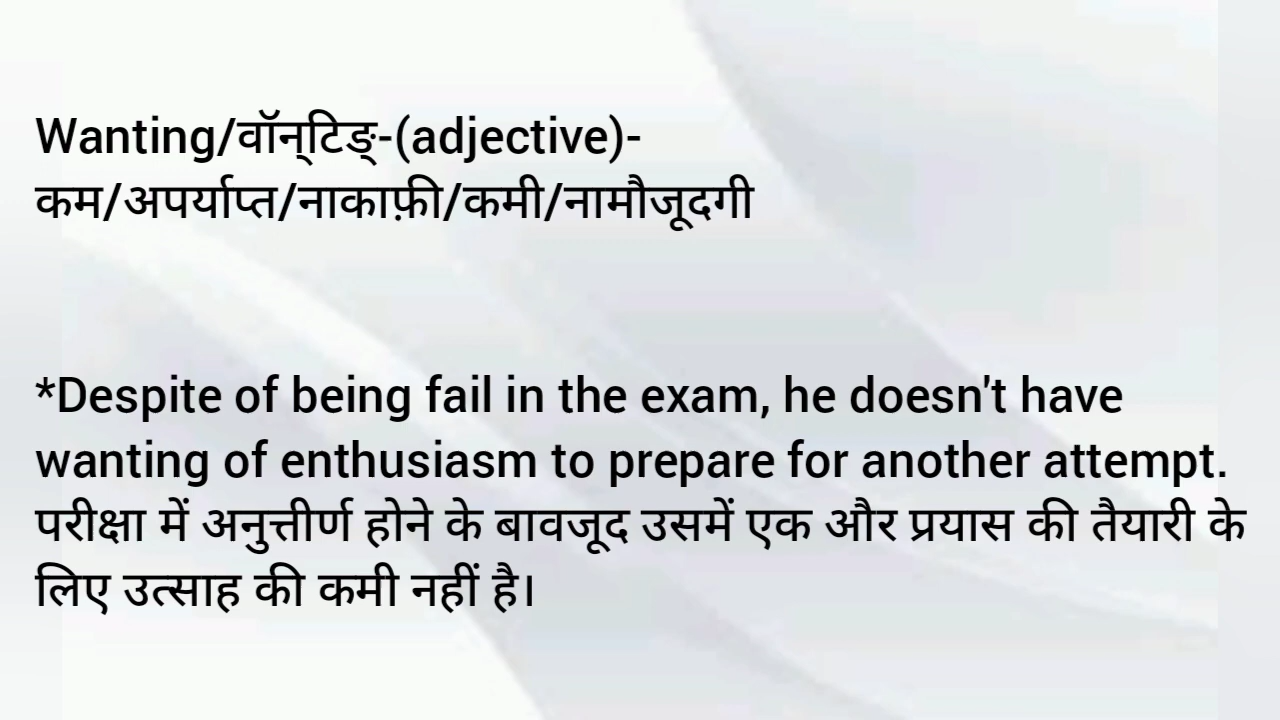 Wanting/वॉन्टिङ्-(adjective)-
कम/अपर्याप्त/नाकाफ़ी/कमी/नामौजूदगी
*Despite of being fail in the exam, he doesn't have
wanting of enthusiasm to prepare for another attempt.
परीक्षा में अनुत्तीर्ण होने के बावजूद उसमें एक और प्रयास की तैयारी के
लिए उत्साह की कमी नहीं है।